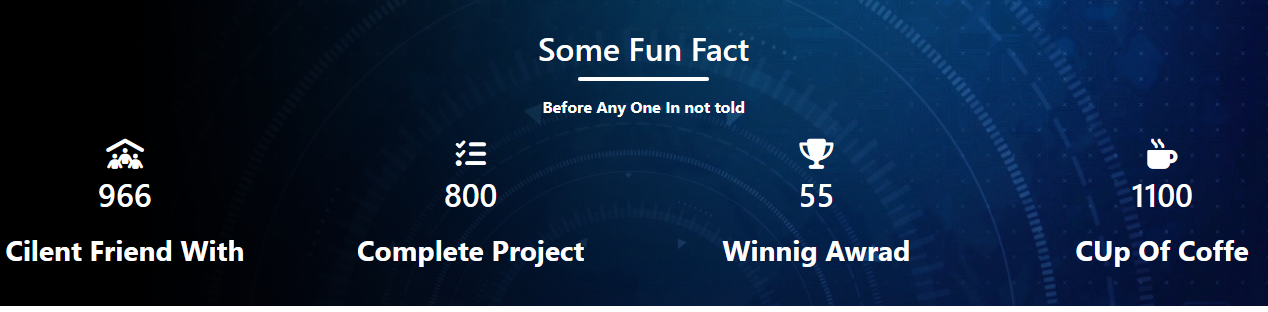 Some Fun Fact
Before Any One In not told
966 800 55 1100
Cilent Friend With Complete Project Winnig Awrad CUp Of Coffe